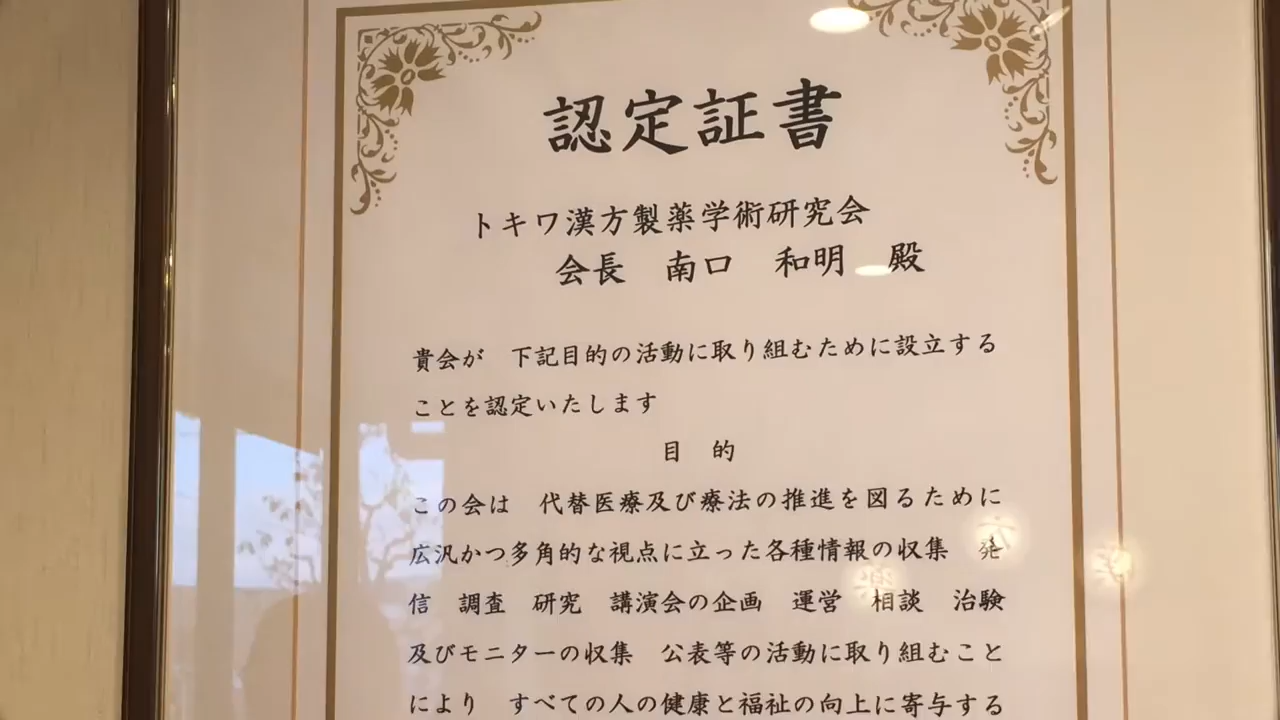 認定証書
トキワ漢方製薬学術研究会
会長　南口　和明　殿
貴会が　下記目的の活動に取り組むために設立する
ことを認定いたします
目　的
この会は　代替医療及び療法の推進を図るために
広汎かつ多角的な視点に立った各種情報の収集　発
信　調査　研究　講演会の企画　運営　相談　治験
及びモニターの収集　公表等の活動に取り組むこと
により　すべての人の健康と福祉の向上に寄与する